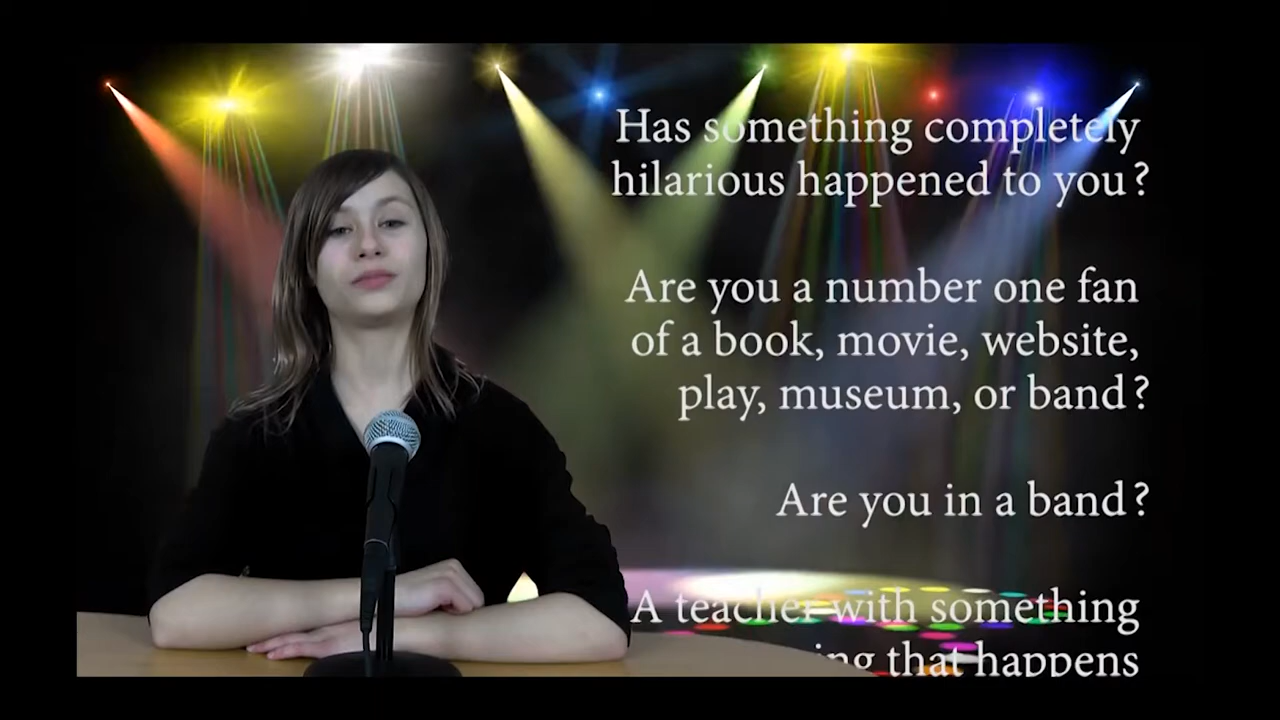 Has something completely
hilarious happened to you?
Are you a number one fan
of a book, movie, website,
play, museum, or band?
Are you in a band?
A teacher with something
that happens